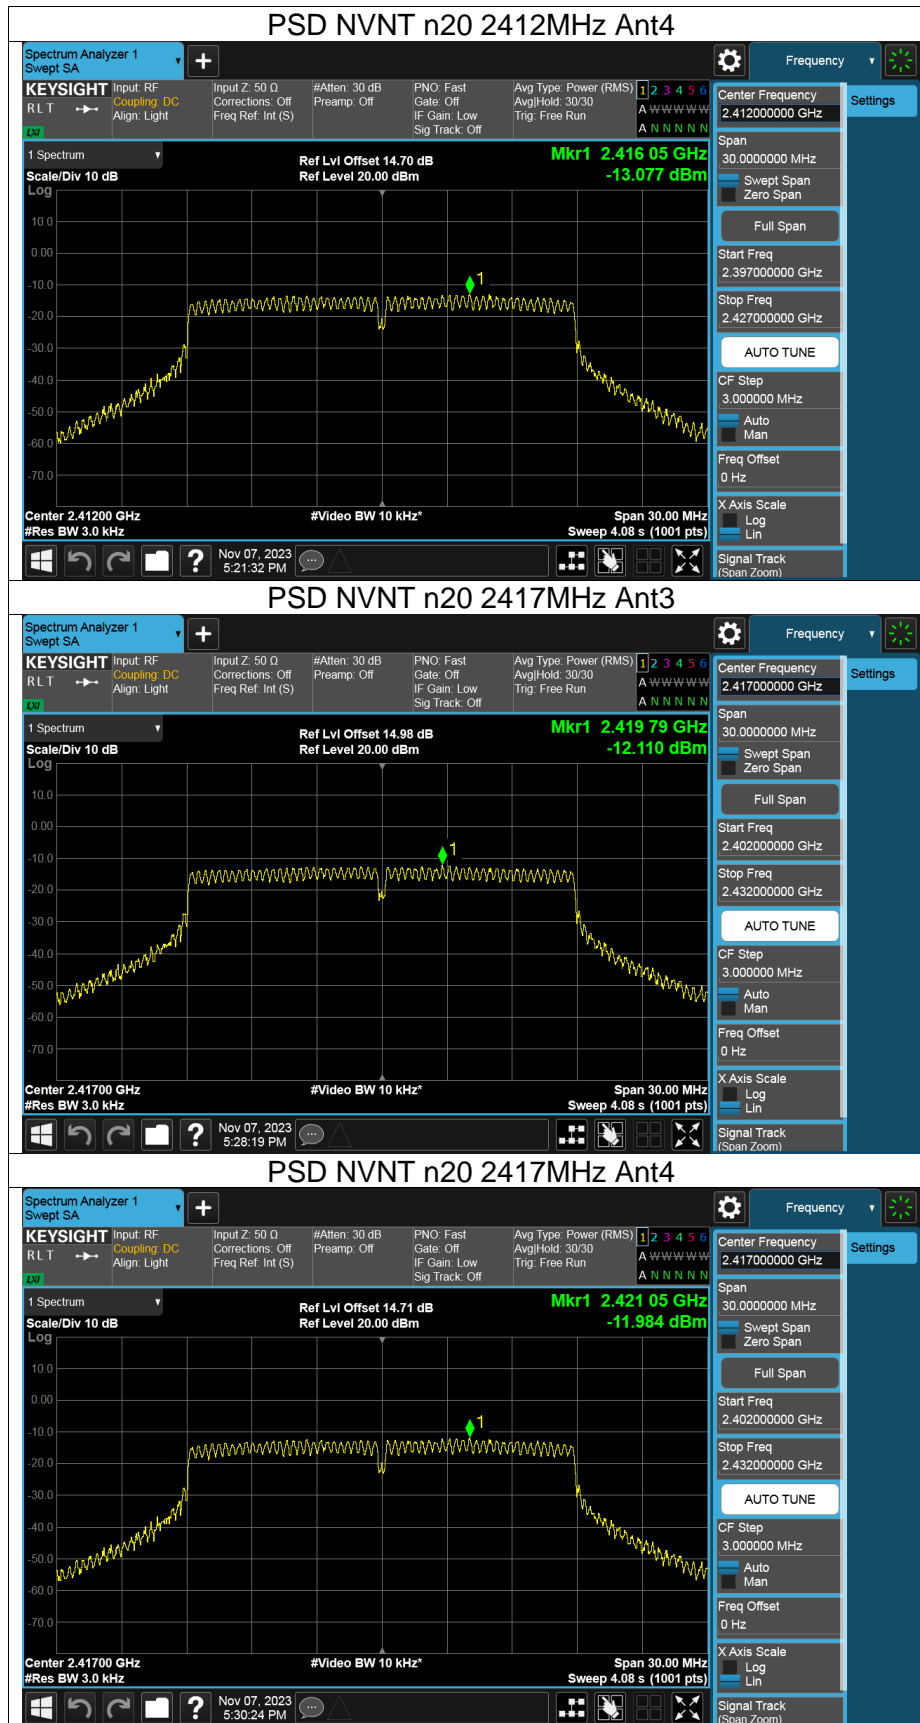 PSD NVNT n20 2412MHz Ant4
Spectrum Analyzer 1
Swept SA
+
Frequency
KEYSIGHT
RLT
LXI
Input: RF
Coupling: DC
Align: Light
Input Z: 50 Ω
Corrections: Off
Freq Ref: Int (S)
#Atten: 30 dB
Preamp: Off
PNO: Fast
Gate: Off
IF Gain: Low
Sig Track: Off
Avg Type: Power (RMS)
Avg|Hold: 30/30
Trig: Free Run
1 2 3 4 5 6
A W W W W W
A N N N N N
Center Frequency
2.412000000 GHz
Settings
Span
30.0000000 MHz
Swept Span
Zero Span
Full Span
Start Freq
2.397000000 GHz
Stop Freq
2.427000000 GHz
AUTO TUNE
CF Step
3.000000 MHz
Auto
Man
Freq Offset
0 Hz
X Axis Scale
Log
Lin
Signal Track
(Span Zoom)
1 Spectrum
Scale/Div 10 dB
Log
Ref Lvl Offset 14.70 dB
Ref Level 20.00 dBm
Mkr1 2.416 05 GHz
-13.077 dBm
10.0
0.00
-10.0
-20.0
-30.0
-40.0
-50.0
-60.0
-70.0
1
Center 2.41200 GHz
#Res BW 3.0 kHz
#Video BW 10 kHz*
Span 30.00 MHz
Sweep 4.08 s (1001 pts)
?
Nov 07, 2023
5:21:32 PM
PSD NVNT n20 2417MHz Ant3
Spectrum Analyzer 1
Swept SA
+
Frequency
KEYSIGHT
RLT
LXI
Input: RF
Coupling: DC
Align: Light
Input Z: 50 Ω
Corrections: Off
Freq Ref: Int (S)
#Atten: 30 dB
Preamp: Off
PNO: Fast
Gate: Off
IF Gain: Low
Sig Track: Off
Avg Type: Power (RMS)
Avg|Hold: 30/30
Trig: Free Run
1 2 3 4 5 6
A W W W W W
A N N N N N
Center Frequency
2.417000000 GHz
Settings
Span
30.0000000 MHz
Swept Span
Zero Span
Full Span
Start Freq
2.402000000 GHz
Stop Freq
2.432000000 GHz
AUTO TUNE
CF Step
3.000000 MHz
Auto
Man
Freq Offset
0 Hz
X Axis Scale
Log
Lin
Signal Track
(Span Zoom)
1 Spectrum
Scale/Div 10 dB
Log
Ref Lvl Offset 14.98 dB
Ref Level 20.00 dBm
Mkr1 2.419 79 GHz
-12.110 dBm
10.0
0.00
-10.0
-20.0
-30.0
-40.0
-50.0
-60.0
-70.0
1
Center 2.41700 GHz
#Res BW 3.0 kHz
#Video BW 10 kHz*
Span 30.00 MHz
Sweep 4.08 s (1001 pts)
?
Nov 07, 2023
5:28:19 PM
PSD NVNT n20 2417MHz Ant4
Spectrum Analyzer 1
Swept SA
+
Frequency
KEYSIGHT
RLT
LXI
Input: RF
Coupling: DC
Align: Light
Input Z: 50 Ω
Corrections: Off
Freq Ref: Int (S)
#Atten: 30 dB
Preamp: Off
PNO: Fast
Gate: Off
IF Gain: Low
Sig Track: Off
Avg Type: Power (RMS)
Avg|Hold: 30/30
Trig: Free Run
1 2 3 4 5 6
A W W W W W
A N N N N N
Center Frequency
2.417000000 GHz
Settings
Span
30.0000000 MHz
Swept Span
Zero Span
Full Span
Start Freq
2.402000000 GHz
Stop Freq
2.432000000 GHz
AUTO TUNE
CF Step
3.000000 MHz
Auto
Man
Freq Offset
0 Hz
X Axis Scale
Log
Lin
Signal Track
(Span Zoom)
1 Spectrum
Scale/Div 10 dB
Log
Ref Lvl Offset 14.71 dB
Ref Level 20.00 dBm
Mkr1 2.421 05 GHz
-11.984 dBm
10.0
0.00
-10.0
-20.0
-30.0
-40.0
-50.0
-60.0
-70.0
1
Center 2.41700 GHz
#Res BW 3.0 kHz
#Video BW 10 kHz*
Span 30.00 MHz
Sweep 4.08 s (1001 pts)
?
Nov 07, 2023
5:30:24 PM